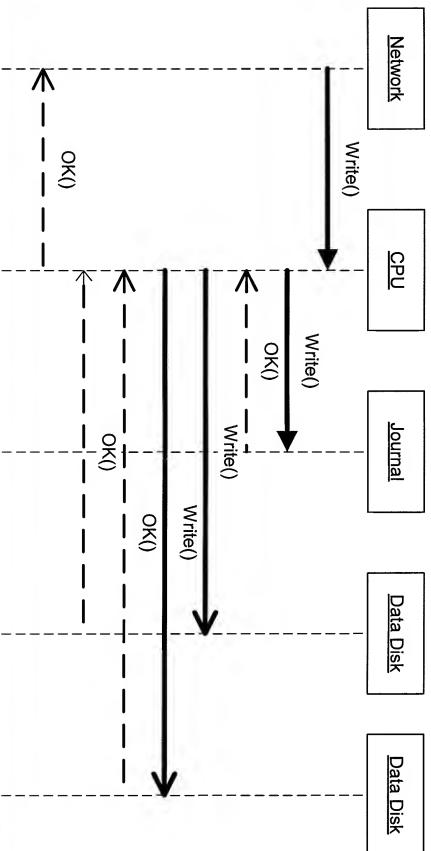 Network
CPU
Journal
Data Disk
Data Disk
Write()
Write()
OK()
Write()
Write()
OK()
OK()
OK()